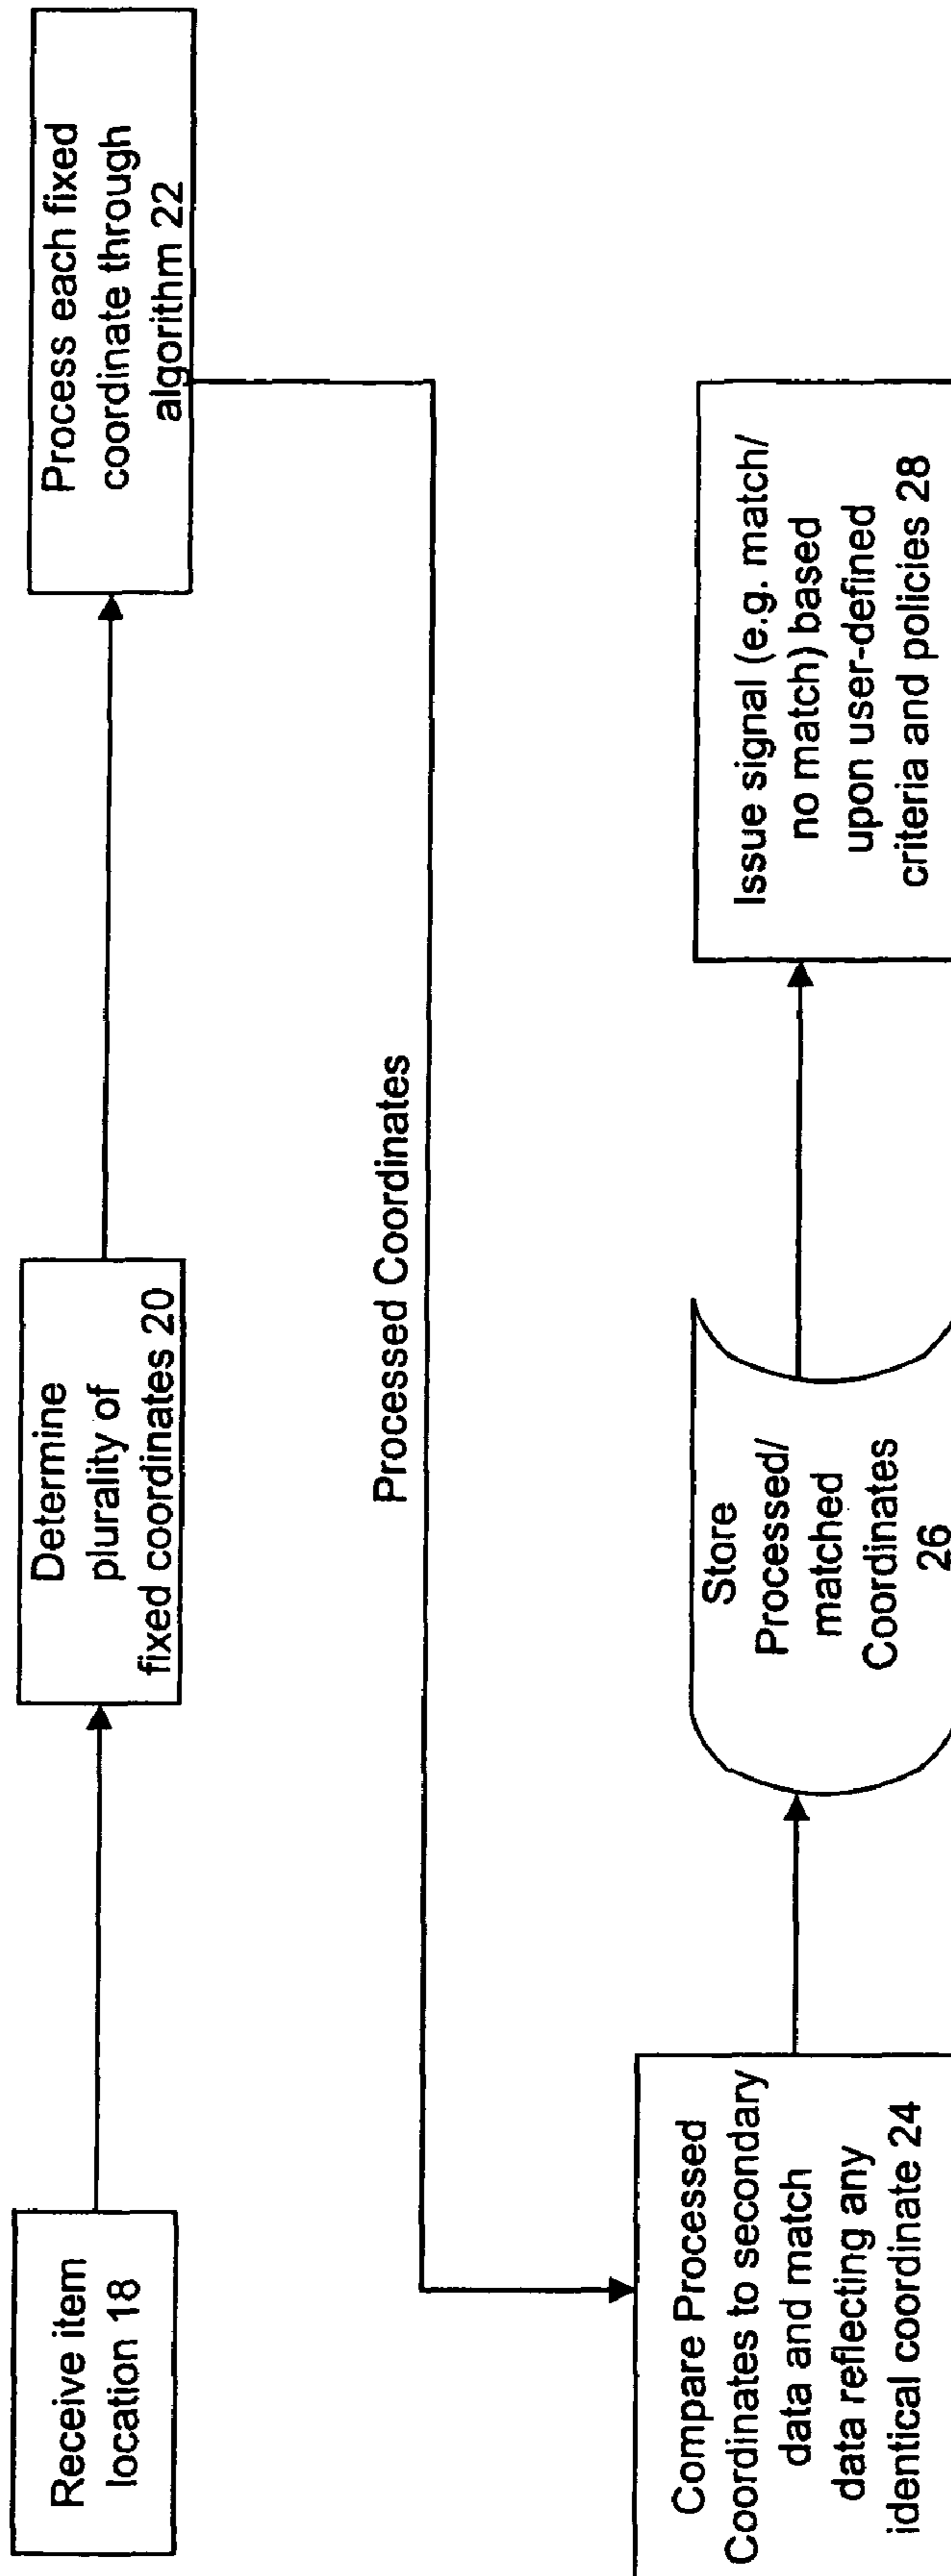 Receive item
location 18
Determine
plurality of
fixed coordinates 20
Process each fixed
coordinate through
algorithm 22
Processed Coordinates
Compare Processed
Coordinates to secondary
data and match
data reflecting any
identical coordinate 24
Store
Processed/
matched
Coordinates
26
Issue signal (e.g. match/
no match) based
upon user-defined
criteria and policies 28